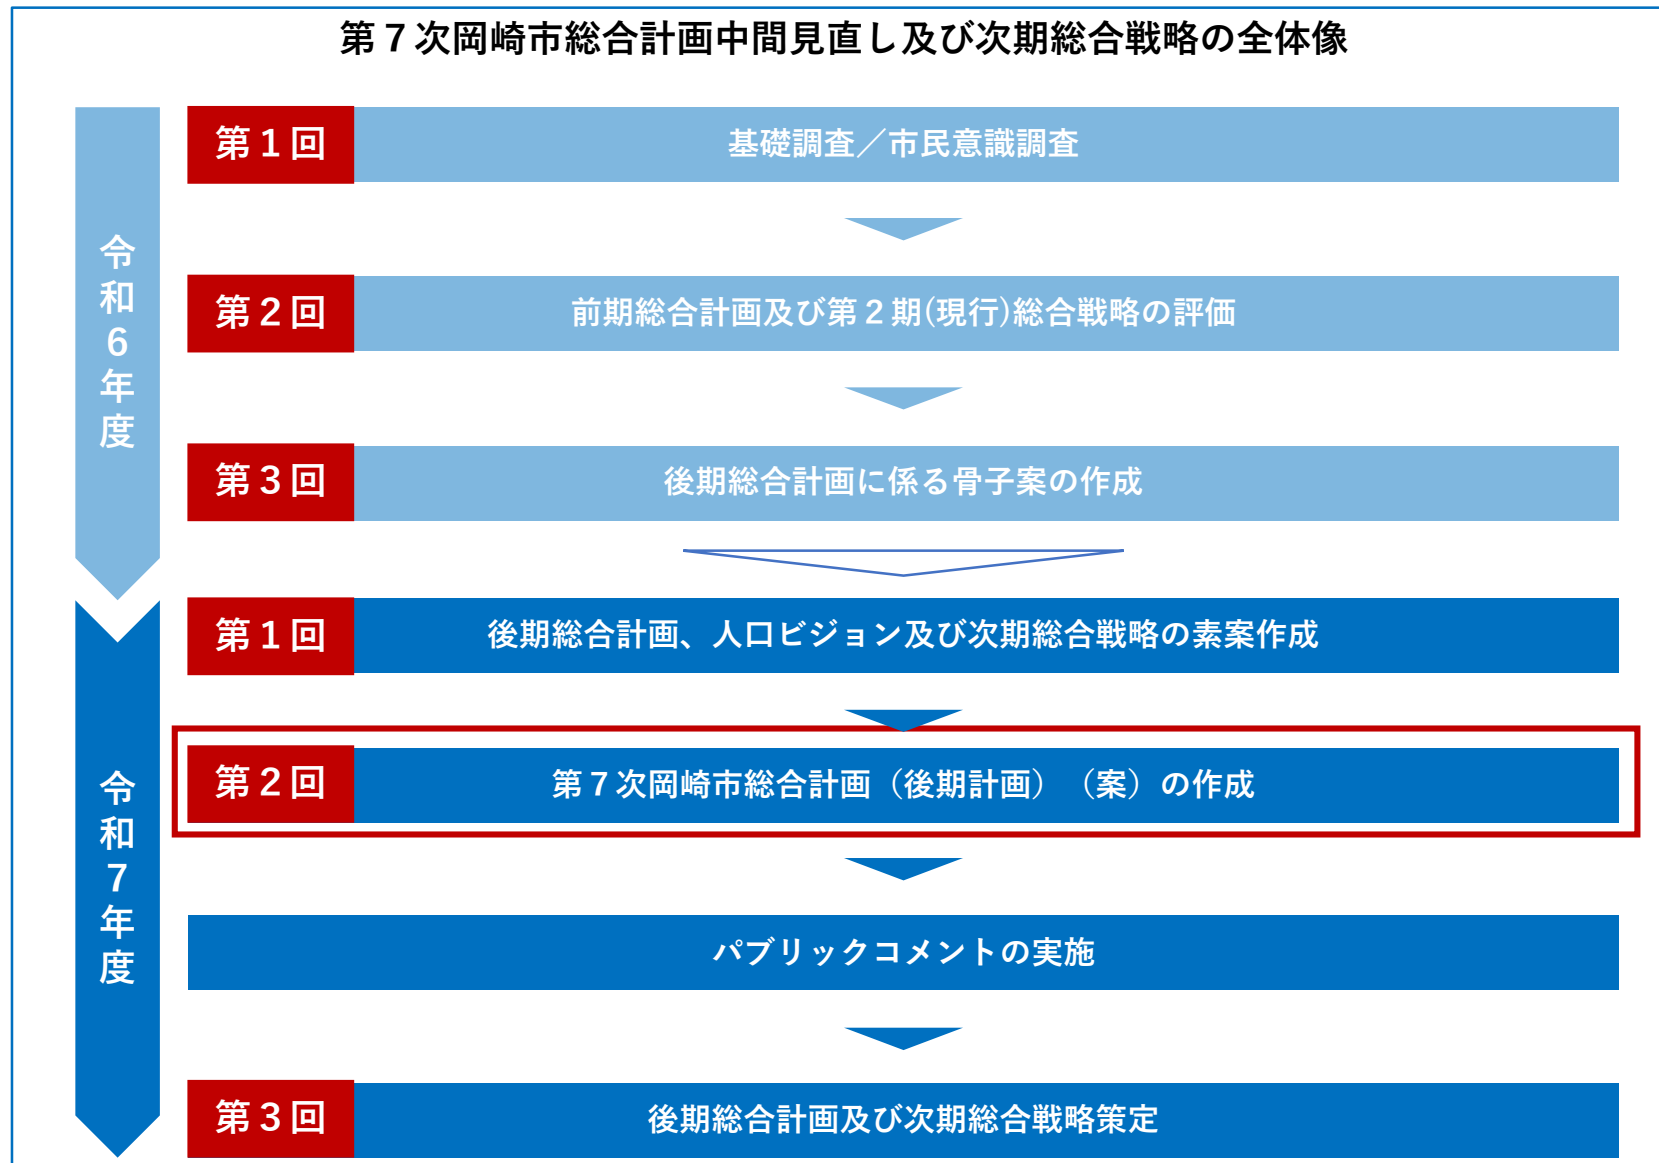 第７次岡崎市総合計画中間見直し及び次期総合戦略の全体像
令和６年度
第１回
基礎調査／市民意識調査
第２回
前期総合計画及び第２期(現行)総合戦略の評価
第３回
後期総合計画に係る骨子案の作成
令和７年度
第１回
後期総合計画、人口ビジョン及び次期総合戦略の素案作成
第２回
第７次岡崎市総合計画（後期計画）（案）の作成
パブリックコメントの実施
第３回
後期総合計画及び次期総合戦略策定